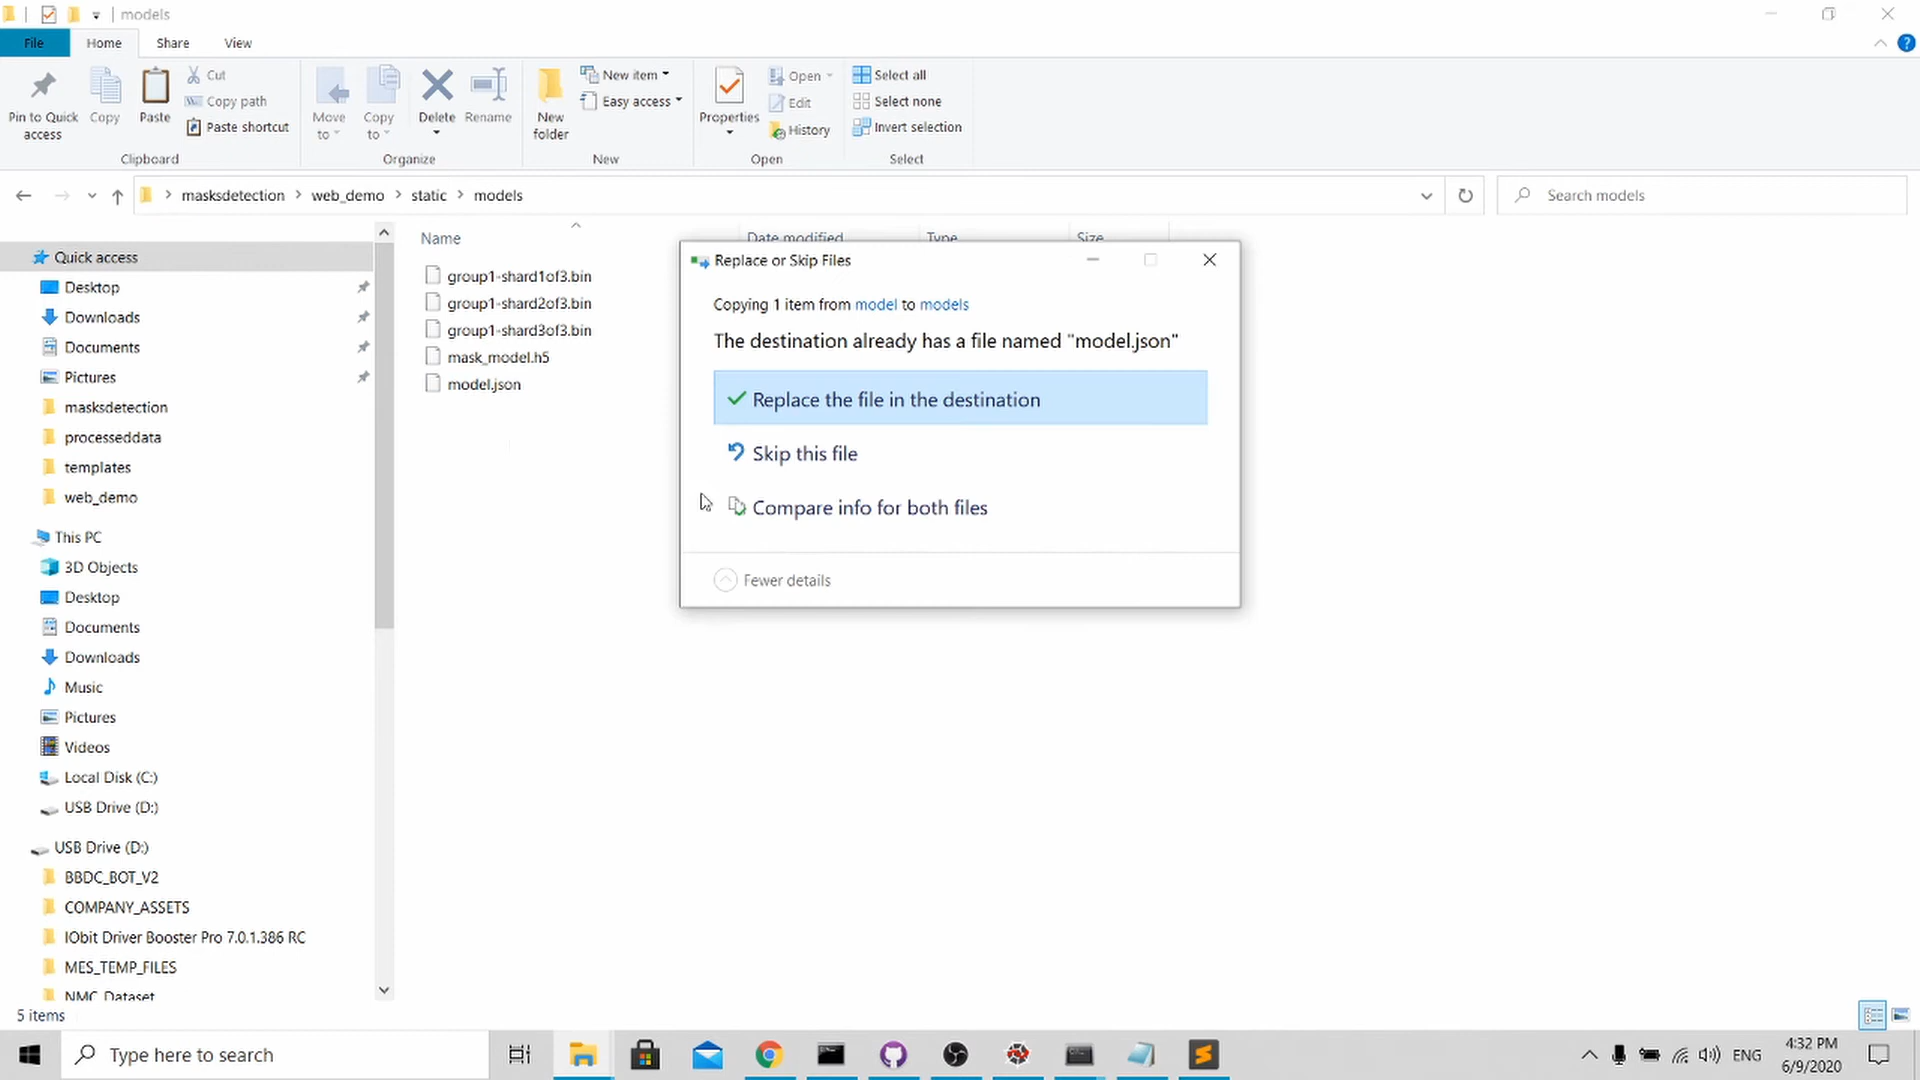 models
File
Home
Share
View
Pin to Quick access
Copy
Paste
Cut
Copy path
Paste shortcut
Clipboard
Move to
Copy to
Delete
Rename
Organize
New folder
New item
Easy access
New
Properties
Open
Edit
History
Open
Select all
Select none
Invert selection
Select
masksdetection
web_demo
static
models
Search models
Quick access
Desktop
Downloads
Documents
Pictures
masksdetection
processeddata
templates
web_demo
This PC
3D Objects
Desktop
Documents
Downloads
Music
Pictures
Videos
Local Disk (C:)
USB Drive (D:)
USB Drive (D:)
BBDC_BOT_V2
COMPANY_ASSETS
IObit Driver Booster Pro 7.0.1.386 RC
MES_TEMP_FILES
NMC_Dataset
Name
Date modified
Type
Size
group1-shard1of3.bin
group1-shard2of3.bin
group1-shard3of3.bin
mask_model.h5
model.json
Replace or Skip Files
Copying 1 item from model to models
The destination already has a file named "model.json"
Replace the file in the destination
Skip this file
Compare info for both files
Fewer details
5 items
Type here to search
ENG
4:32 PM
6/9/2020